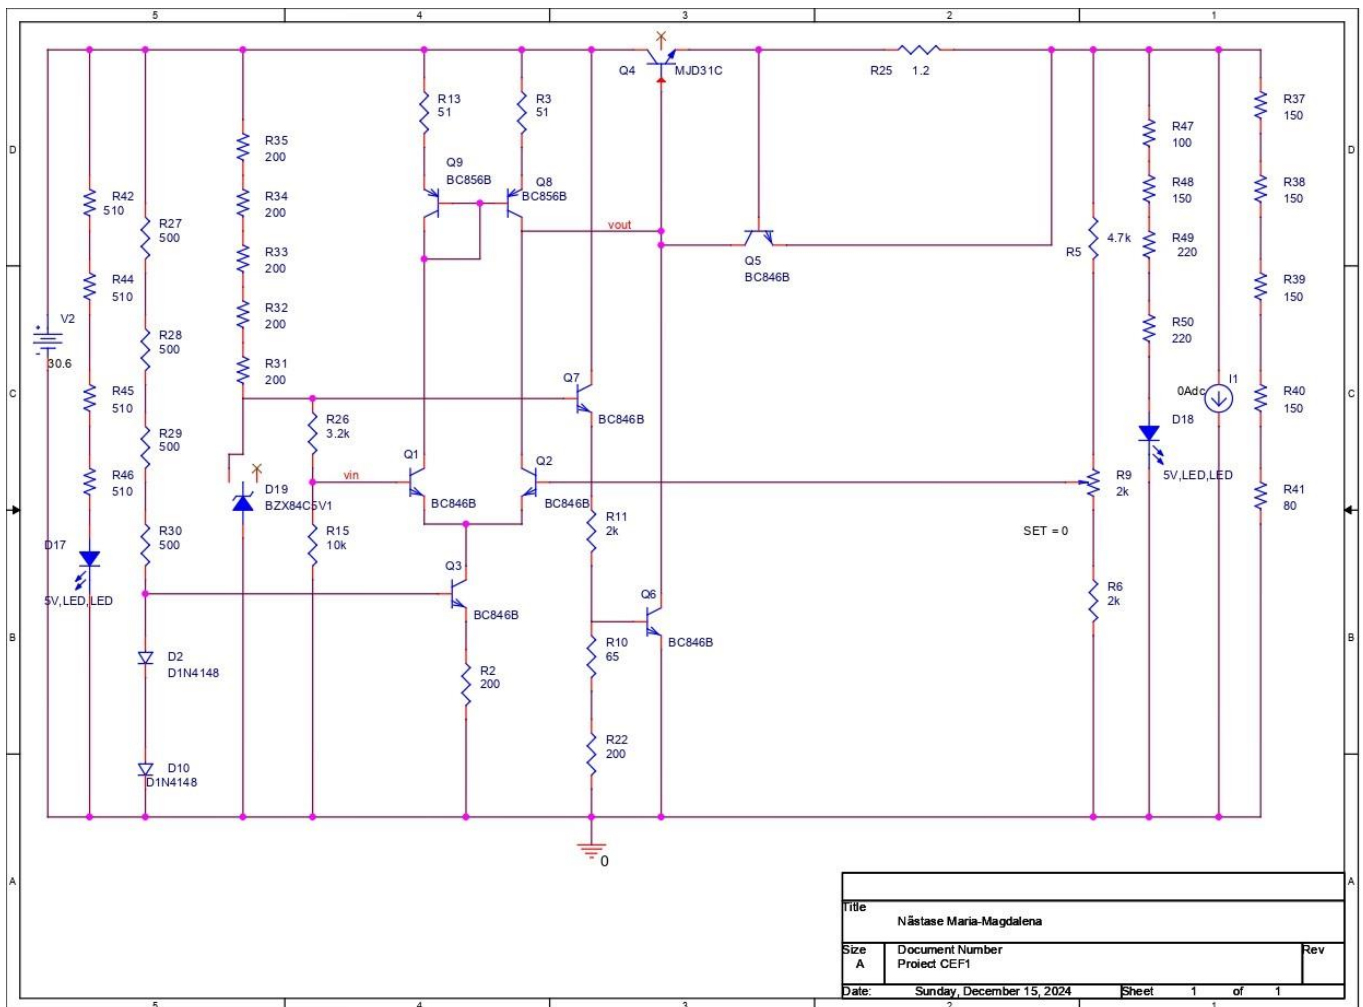 5 4 3 2 1
D
C
B
A
D
C
B
A
V2
30.6
R42
510
R44
510
R45
510
R46
510
D17
5V,LED,LED
R27
500
R28
500
R29
500
R30
500
D2
D1N4148
D10
D1N4148
R35
200
R34
200
R33
200
R32
200
R31
200
D19
BZX84C5V1
R26
3.2k
R15
10k
vin
R13
51
R3
51
Q9
BC856B
Q8
BC856B
Q1
BC846B
Q2
BC846B
Q3
BC846B
R2
200
Q7
BC846B
R11
2k
R10
65
R22
200
Q6
BC846B
0
vout
Q4
MJD31C
Q5
BC846B
R25 1.2
R5
4.7k
R9
2k
SET = 0
R6
2k
R47
100
R48
150
R49
220
R50
220
D18
5V,LED,LED
I1
0Adc
R37
150
R38
150
R39
150
R40
150
R41
80
Title
Năstase Maria-Magdalena
Size Document Number Rev
A Proiect CEF1
Date: Sunday, December 15, 2024 Sheet 1 of 1
5 4 3 2 1